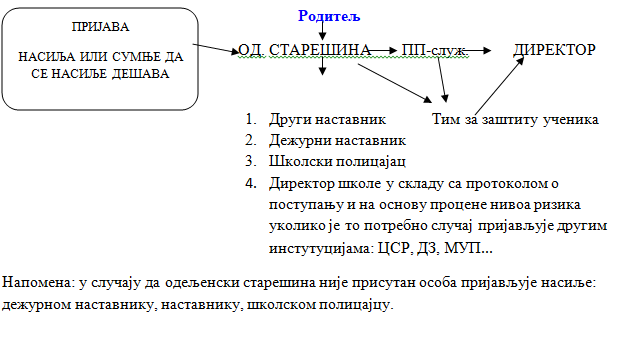 Родитељ
ПРИЈАВА
НАСИЉА ИЛИ СУМЊЕ ДА
СЕ НАСИЉЕ ДЕШАВА
ОД. СТАРЕШИНА ПП-служ. ДИРЕКТОР
1. Други наставник Тим за заштиту ученика
2. Дежурни наставник
3. Школски полицајац
4. Директор школе у складу са протоколом о
поступању и на основу процене нивоа ризика
уколико је то потребно случај пријављује другим
инстутуцијама: ЦСР, ДЗ, МУП...
Напомена: у случају да одељенски старешина није присутан особа пријављује насиље:
дежурном наставнику, наставнику, школском полицајцу.